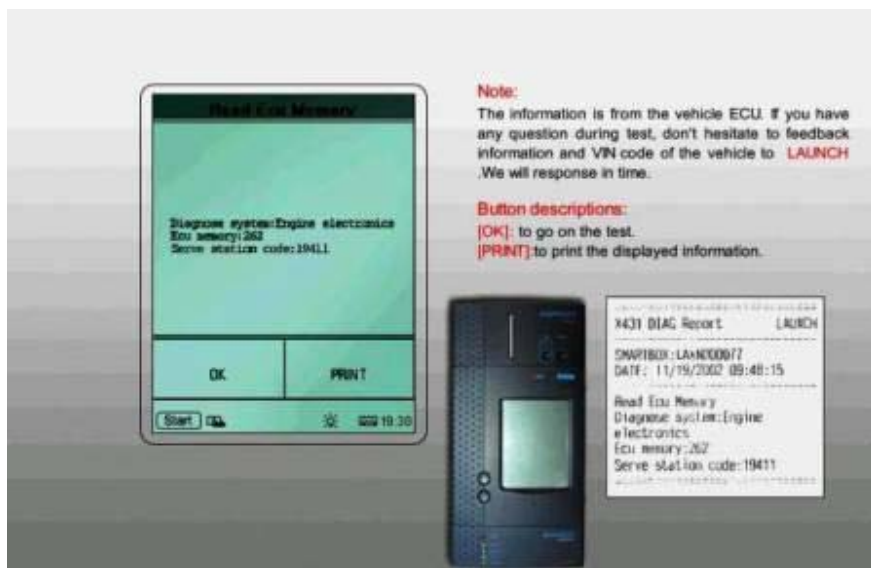 Read Ecu Memory
Diagnose system:Engine electronics
Ecu memory:262
Serve station code:19411
OK
PRINT
Start
19:30
Note:
The information is from the vehicle ECU. If you have
any question during test, don't hesitate to feedback
information and VIN code of the vehicle to LAUNCH
.We will response in time.
Button descriptions:
[OK]: to go on the test.
[PRINT]:to print the displayed information.
X431 DIAG Report LAUNCH
DATE: 11/19/2002 09:48:15
Read Ecu Memory
Diagnose system:Engine
electronics
Ecu memory:262
Serve station code:19411